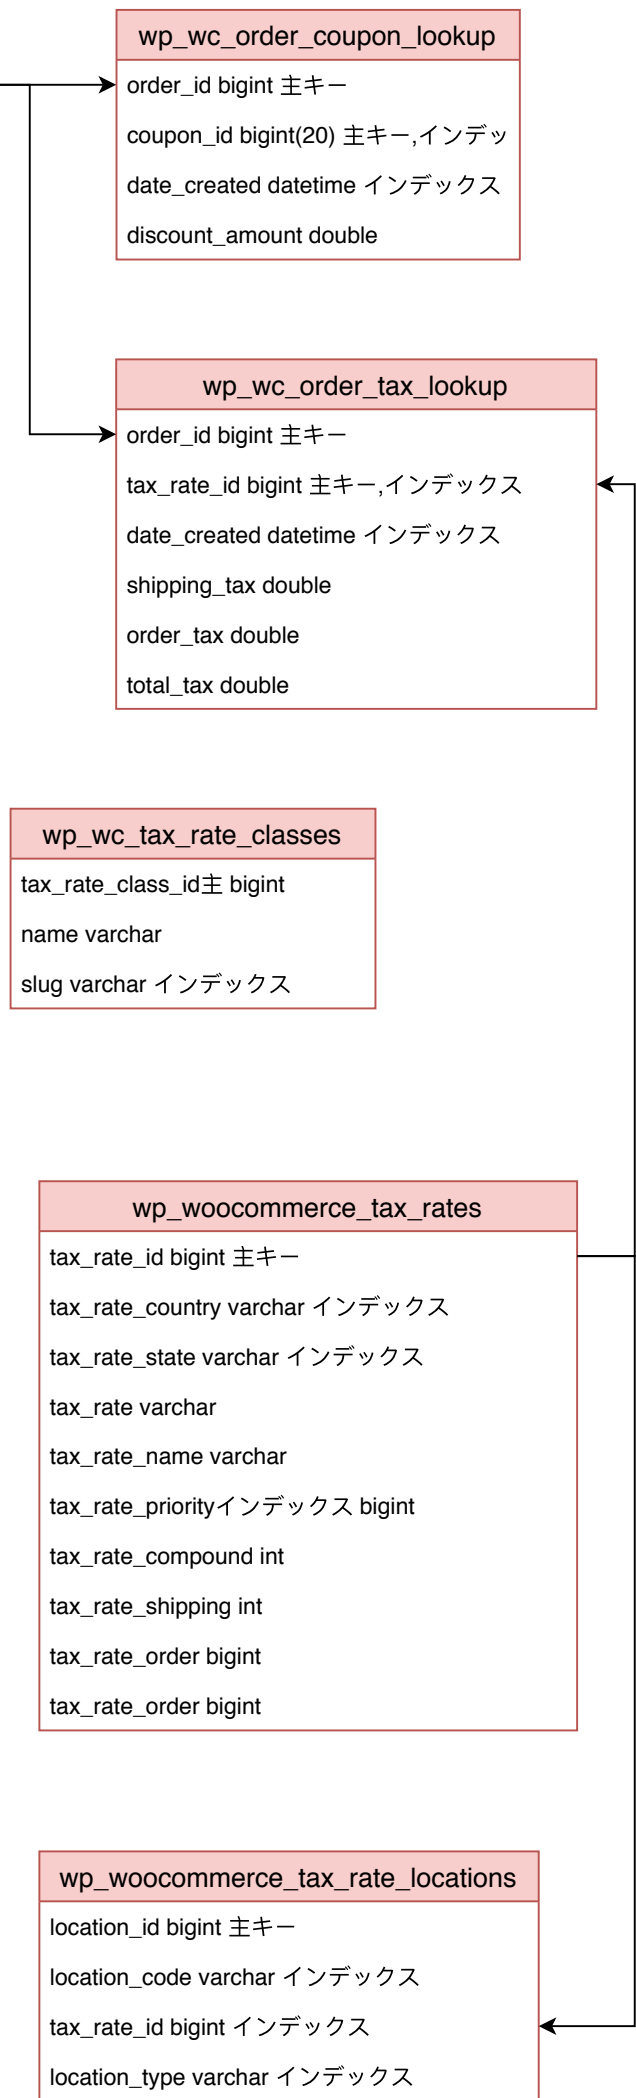 wp_wc_order_coupon_lookup
order_id bigint 主キー
coupon_id bigint(20) 主キー,インデッ
date_created datetime インデックス
discount_amount double
wp_wc_order_tax_lookup
order_id bigint 主キー
tax_rate_id bigint 主キー,インデックス
date_created datetime インデックス
shipping_tax double
order_tax double
total_tax double
wp_wc_tax_rate_classes
tax_rate_class_id主 bigint
name varchar
slug varchar インデックス
wp_woocommerce_tax_rates
tax_rate_id bigint 主キー
tax_rate_country varchar インデックス
tax_rate_state varchar インデックス
tax_rate varchar
tax_rate_name varchar
tax_rate_priorityインデックス bigint
tax_rate_compound int
tax_rate_shipping int
tax_rate_order bigint
tax_rate_order bigint
wp_woocommerce_tax_rate_locations
location_id bigint 主キー
location_code varchar インデックス
tax_rate_id bigint インデックス
location_type varchar インデックス